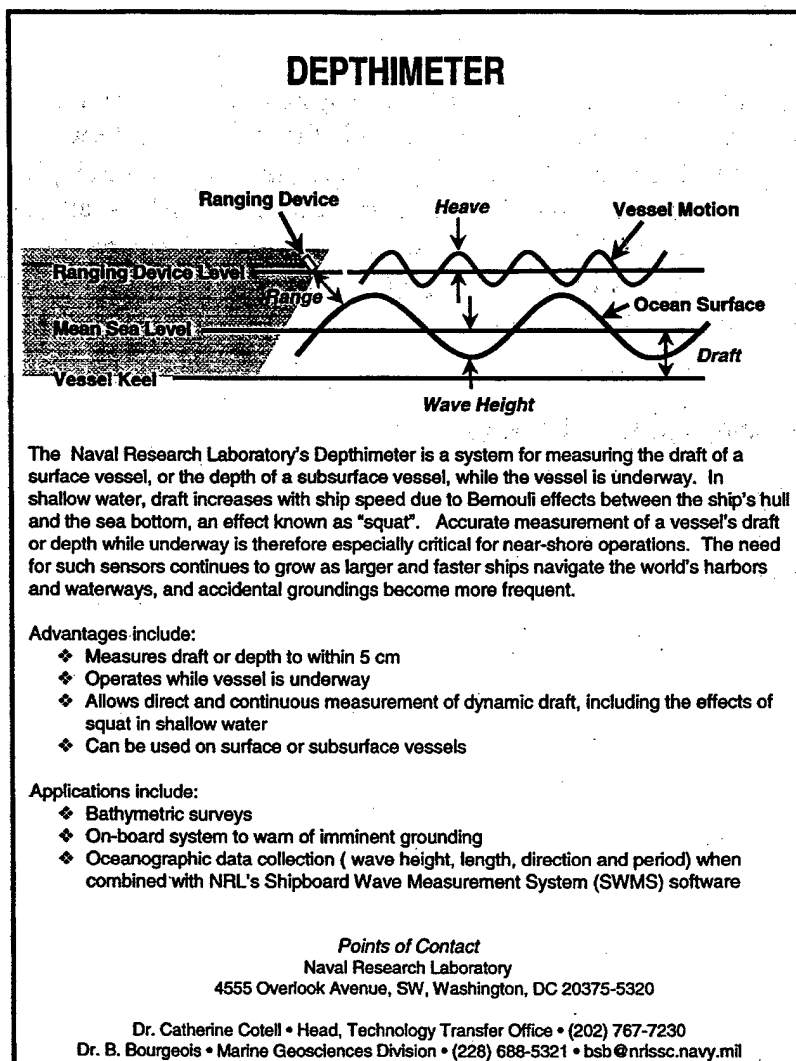 DEPTHIMETER
Ranging Device
Heave
Vessel Motion
Ranging Device Level
Range
Ocean Surface
Mean Sea Level
Draft
Vessel Keel
Wave Height
The Naval Research Laboratory's Depthimeter is a system for measuring the draft of a
surface vessel, or the depth of a subsurface vessel, while the vessel is underway. In
shallow water, draft increases with ship speed due to Bernouli effects between the ship's hull
and the sea bottom, an effect known as "squat". Accurate measurement of a vessel's draft
or depth while underway is therefore especially critical for near-shore operations. The need
for such sensors continues to grow as larger and faster ships navigate the world's harbors
and waterways, and accidental groundings become more frequent.
Advantages include:
❖ Measures draft or depth to within 5 cm
❖ Operates while vessel is underway
❖ Allows direct and continuous measurement of dynamic draft, including the effects of
squat in shallow water
❖ Can be used on surface or subsurface vessels
Applications include:
❖ Bathymetric surveys
❖ On-board system to warn of imminent grounding
❖ Oceanographic data collection ( wave height, length, direction and period) when
combined with NRL's Shipboard Wave Measurement System (SWMS) software
Points of Contact
Naval Research Laboratory
4555 Overlook Avenue, SW, Washington, DC 20375-5320
Dr. Catherine Cotell • Head, Technology Transfer Office • (202) 767-7230
Dr. B. Bourgeois • Marine Geosciences Division • (228) 688-5321 • bsb@nrlssc.navy.mil